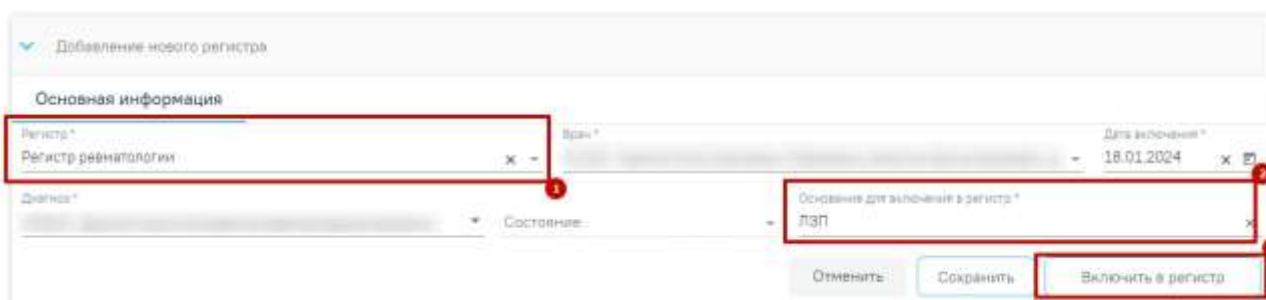 Добавление нового регистра
Основная информация
Регистр *
Врач *
Дата включения *
Регистр ревматологии
18.01.2024
1
Диагноз *
Состояние
Основание для включения в регистр *
ЛЗП
Отменить
Сохранить
Включить в регистр